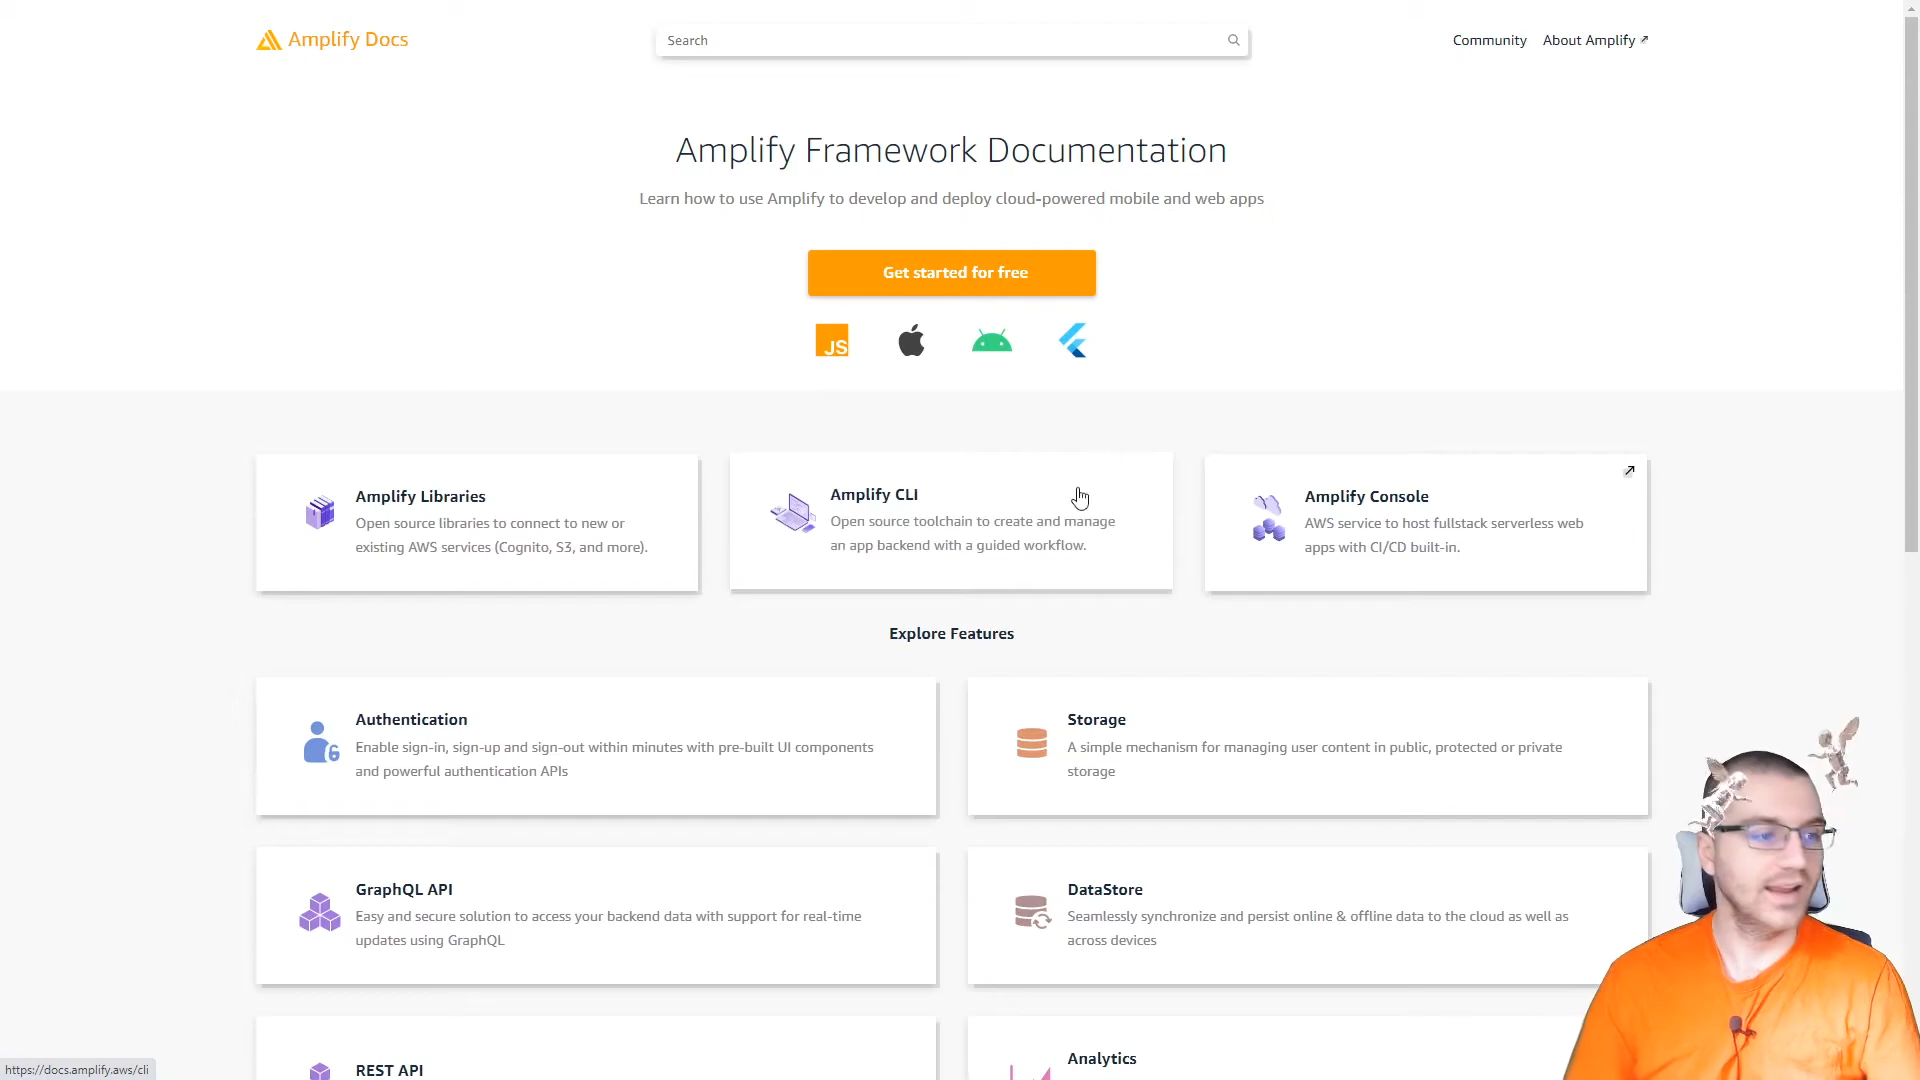 Amplify Docs
Search
Community
About Amplify
Amplify Framework Documentation
Learn how to use Amplify to develop and deploy cloud-powered mobile and web apps
Get started for free
JS
Amplify Libraries
Open source libraries to connect to new or
existing AWS services (Cognito, S3, and more).
Amplify CLI
Open source toolchain to create and manage
an app backend with a guided workflow.
Amplify Console
AWS service to host fullstack serverless web
apps with CI/CD built-in.
Explore Features
Authentication
Enable sign-in, sign-up and sign-out within minutes with pre-built UI components
and powerful authentication APIs
Storage
A simple mechanism for managing user content in public, protected or private
storage
GraphQL API
Easy and secure solution to access your backend data with support for real-time
updates using GraphQL
DataStore
Seamlessly synchronize and persist online & offline data to the cloud as well as
across devices
REST API
Analytics
https://docs.amplify.aws/cli